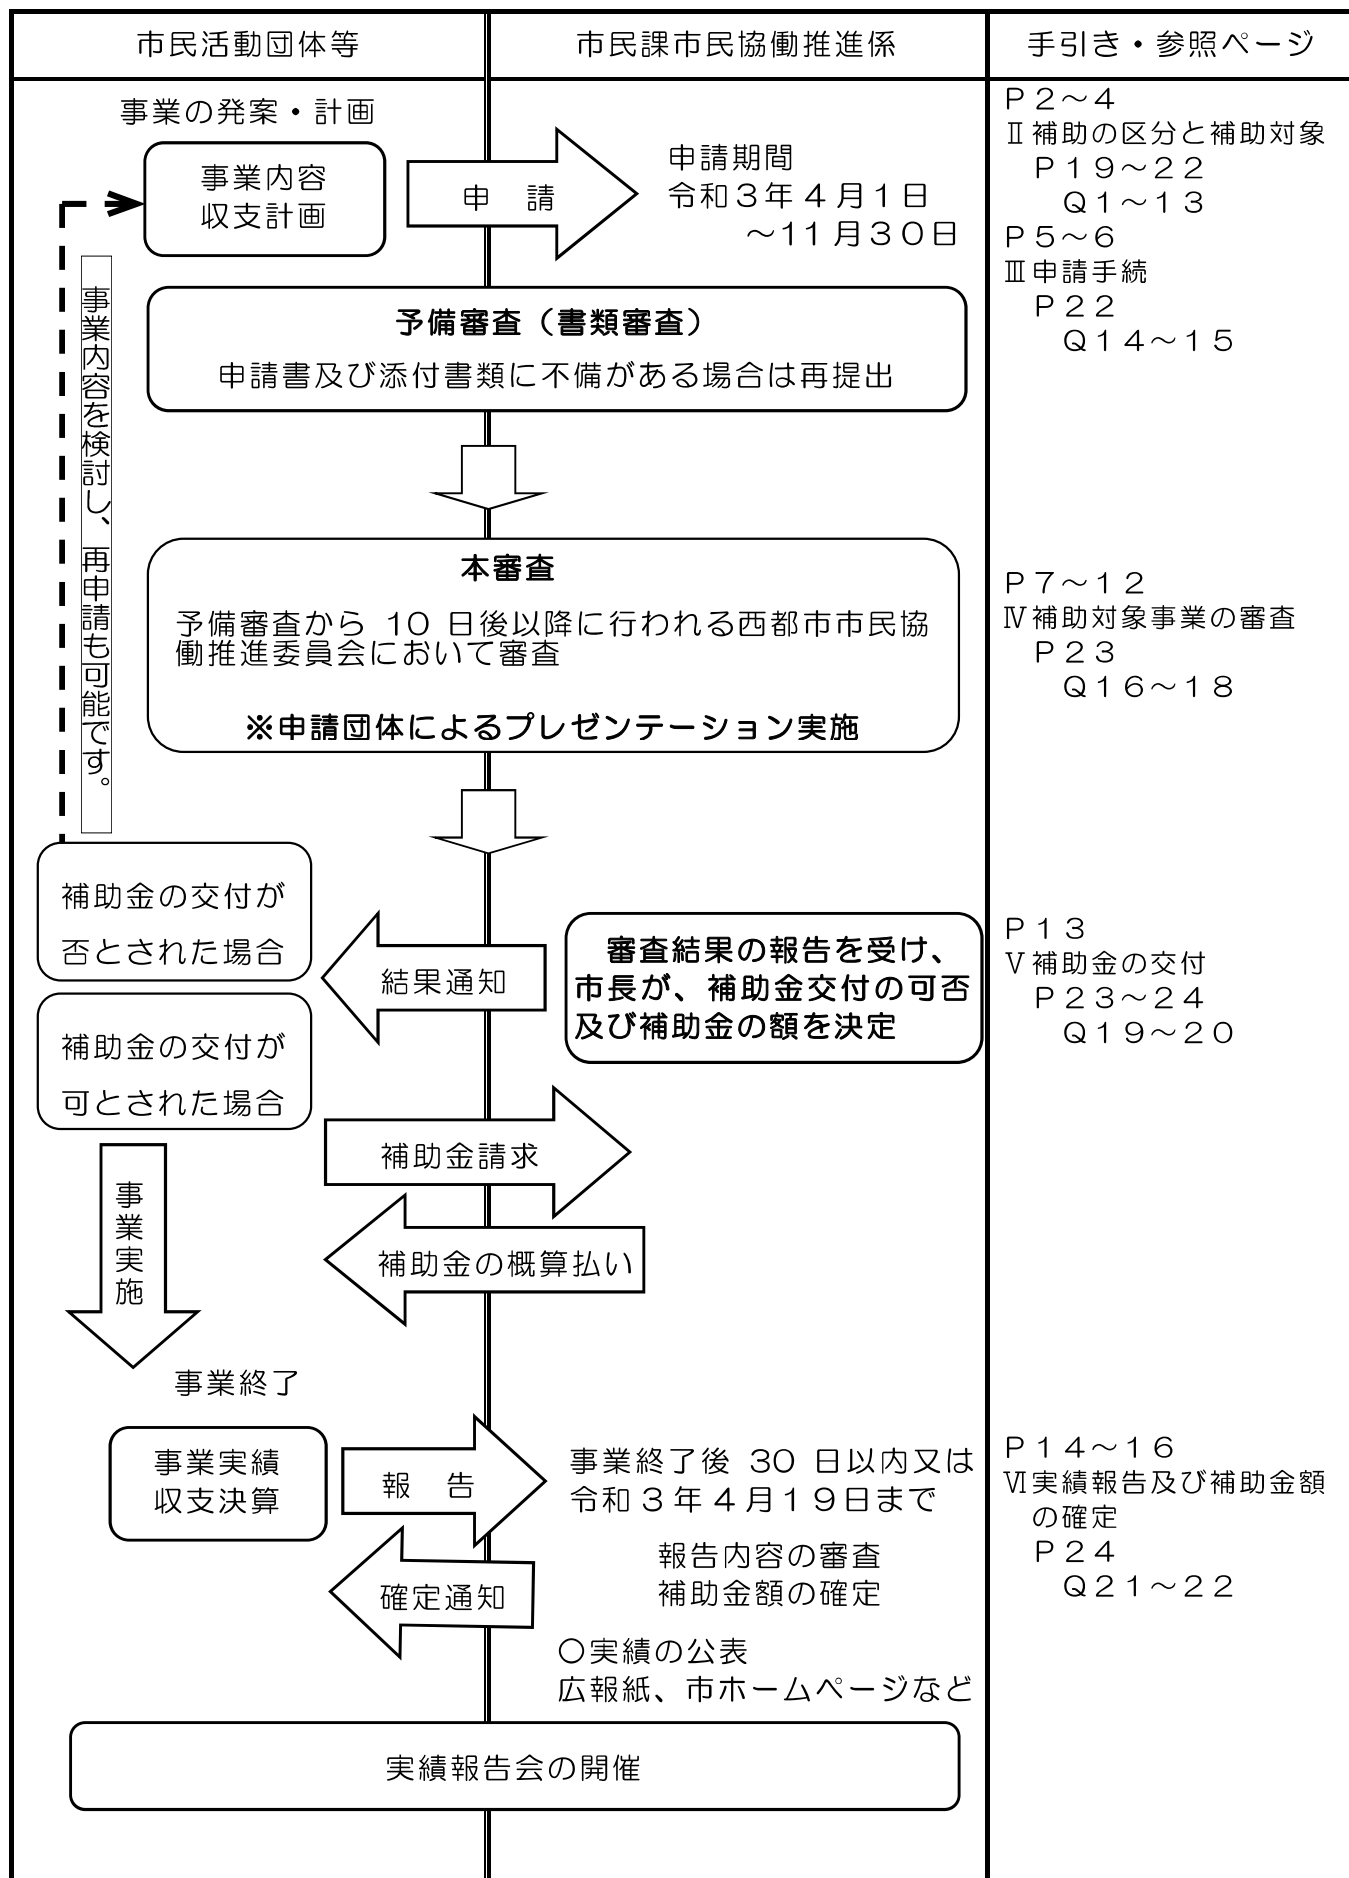 市民活動団体等
市民課市民協働推進係
手引き・参照ページ
事業の発案・計画
事業内容
収支計画
申　請
申請期間
令和３年４月１日
～１１月３０日
Ｐ２～４
Ⅱ補助の区分と補助対象
Ｐ１９～２２
Ｑ１～１３
Ｐ５～６
Ⅲ申請手続
Ｐ２２
Ｑ１４～１５
予備審査（書類審査）
申請書及び添付書類に不備がある場合は再提出
事業内容を検討し、再申請も可能です。
本審査
予備審査から 10 日後以降に行われる西都市市民協
働推進委員会において審査
※申請団体によるプレゼンテーション実施
Ｐ７～１２
Ⅳ補助対象事業の審査
Ｐ２３
Ｑ１６～１８
補助金の交付が
否とされた場合
結果通知
審査結果の報告を受け、
市長が、補助金交付の可否
及び補助金の額を決定
Ｐ１３
Ⅴ補助金の交付
Ｐ２３～２４
Ｑ１９～２０
補助金の交付が
可とされた場合
補助金請求
補助金の概算払い
事業実施
事業終了
事業実績
収支決算
報　告
事業終了後 30 日以内又は
令和３年４月１９日まで
Ｐ１４～１６
Ⅵ実績報告及び補助金額
の確定
Ｐ２４
Ｑ２１～２２
確定通知
報告内容の審査
補助金額の確定
〇実績の公表
広報紙、市ホームページなど
実績報告会の開催